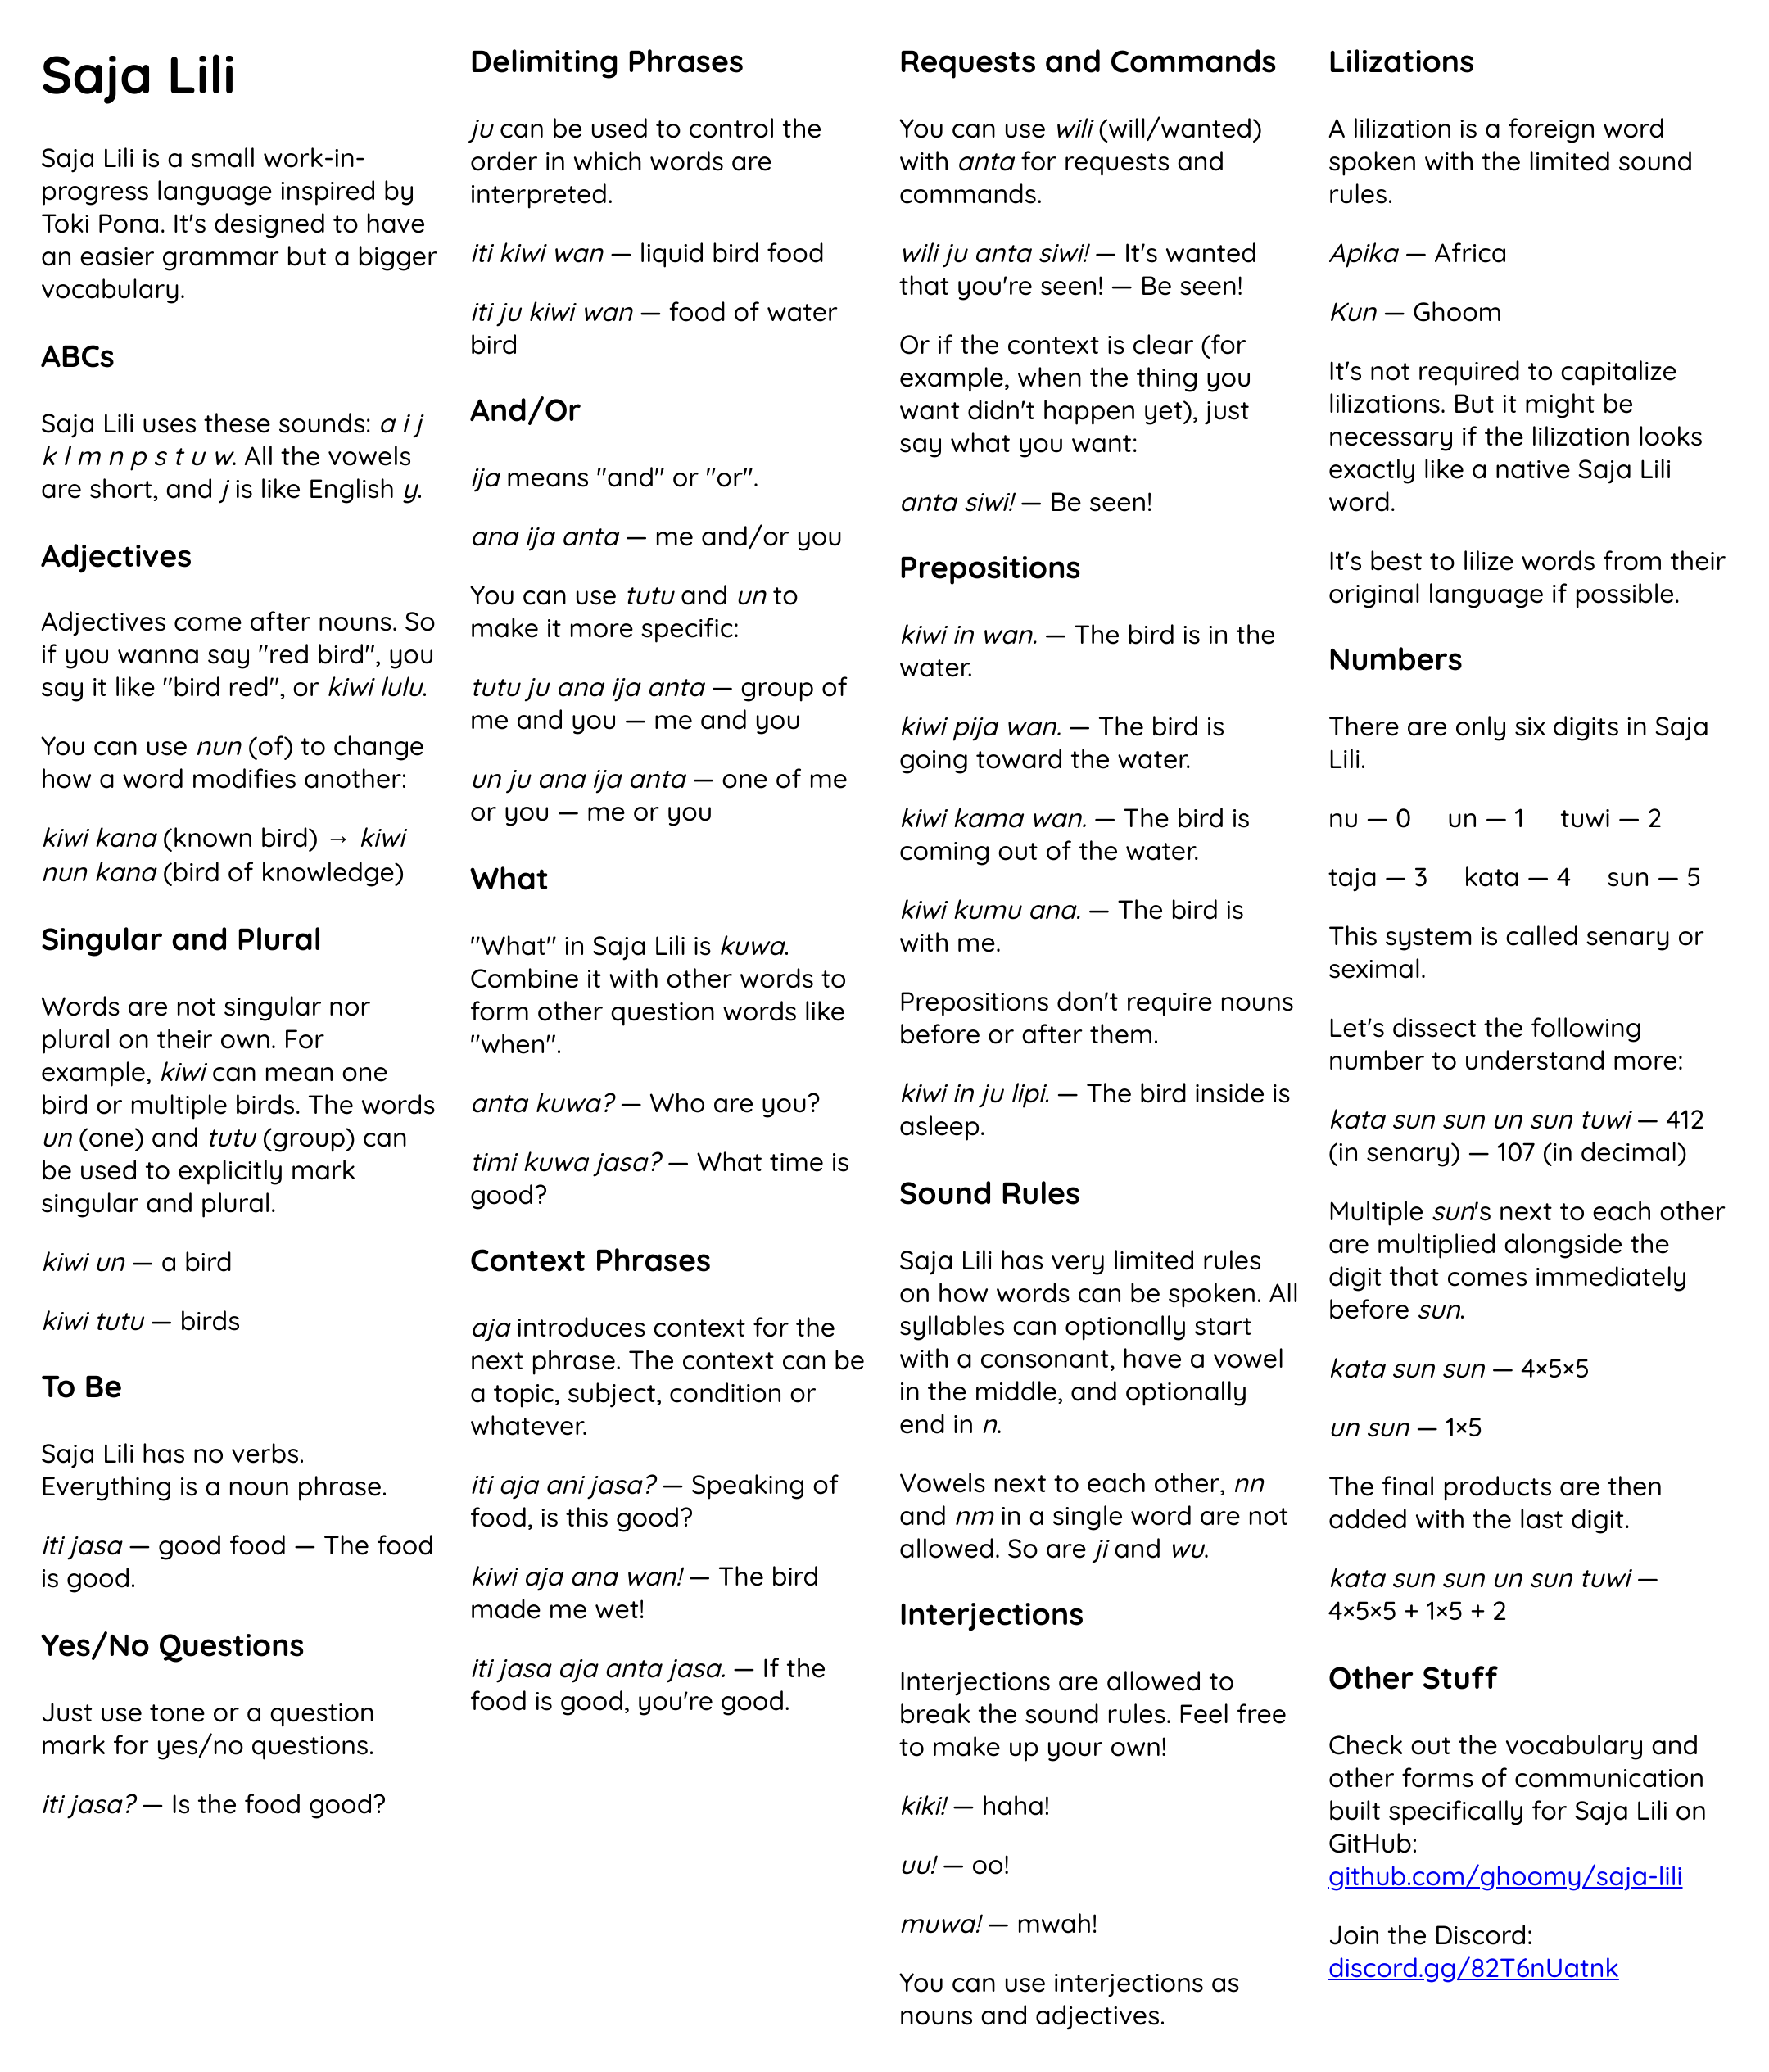 Saja Lili
Saja Lili is a small work-in-
progress language inspired by
Toki Pona. It's designed to have
an easier grammar but a bigger
vocabulary.
ABCs
Saja Lili uses these sounds: a i j
k l m n p s t u w. All the vowels
are short, and j is like English y.
Adjectives
Adjectives come after nouns. So
if you wanna say "red bird", you
say it like "bird red", or kiwi lulu.
You can use nun (of) to change
how a word modifies another:
kiwi kana (known bird) → kiwi
nun kana (bird of knowledge)
Singular and Plural
Words are not singular nor
plural on their own. For
example, kiwi can mean one
bird or multiple birds. The words
un (one) and tutu (group) can
be used to explicitly mark
singular and plural.
kiwi un — a bird
kiwi tutu — birds
To Be
Saja Lili has no verbs.
Everything is a noun phrase.
iti jasa — good food — The food
is good.
Yes/No Questions
Just use tone or a question
mark for yes/no questions.
iti jasa? — Is the food good?
Delimiting Phrases
ju can be used to control the
order in which words are
interpreted.
iti kiwi wan — liquid bird food
iti ju kiwi wan — food of water
bird
And/Or
ija means "and" or "or".
ana ija anta — me and/or you
You can use tutu and un to
make it more specific:
tutu ju ana ija anta — group of
me and you — me and you
un ju ana ija anta — one of me
or you — me or you
What
"What" in Saja Lili is kuwa.
Combine it with other words to
form other question words like
"when".
anta kuwa? — Who are you?
timi kuwa jasa? — What time is
good?
Context Phrases
aja introduces context for the
next phrase. The context can be
a topic, subject, condition or
whatever.
iti aja ani jasa? — Speaking of
food, is this good?
kiwi aja ana wan! — The bird
made me wet!
iti jasa aja anta jasa. — If the
food is good, you're good.
Requests and Commands
You can use wili (will/wanted)
with anta for requests and
commands.
wili ju anta siwi! — It's wanted
that you're seen! — Be seen!
Or if the context is clear (for
example, when the thing you
want didn't happen yet), just
say what you want:
anta siwi! — Be seen!
Prepositions
kiwi in wan. — The bird is in the
water.
kiwi pija wan. — The bird is
going toward the water.
kiwi kama wan. — The bird is
coming out of the water.
kiwi kumu ana. — The bird is
with me.
Prepositions don't require nouns
before or after them.
kiwi in ju lipi. — The bird inside is
asleep.
Sound Rules
Saja Lili has very limited rules
on how words can be spoken. All
syllables can optionally start
with a consonant, have a vowel
in the middle, and optionally
end in n.
Vowels next to each other, nn
and nm in a single word are not
allowed. So are ji and wu.
Interjections
Interjections are allowed to
break the sound rules. Feel free
to make up your own!
kiki! — haha!
uu! — oo!
muwa! — mwah!
You can use interjections as
nouns and adjectives.
Lilizations
A lilization is a foreign word
spoken with the limited sound
rules.
Apika — Africa
Kun — Ghoom
It's not required to capitalize
lilizations. But it might be
necessary if the lilization looks
exactly like a native Saja Lili
word.
It's best to lilize words from their
original language if possible.
Numbers
There are only six digits in Saja
Lili.
nu — 0 un — 1 tuwi — 2
taja — 3 kata — 4 sun — 5
This system is called senary or
seximal.
Let's dissect the following
number to understand more:
kata sun sun un sun tuwi — 412
(in senary) — 107 (in decimal)
Multiple sun's next to each other
are multiplied alongside the
digit that comes immediately
before sun.
kata sun sun — 4×5×5
un sun — 1×5
The final products are then
added with the last digit.
kata sun sun un sun tuwi —
4×5×5 + 1×5 + 2
Other Stuff
Check out the vocabulary and
other forms of communication
built specifically for Saja Lili on
GitHub:
github.com/ghoomy/saja-lili
Join the Discord:
discord.gg/82T6nUatnk